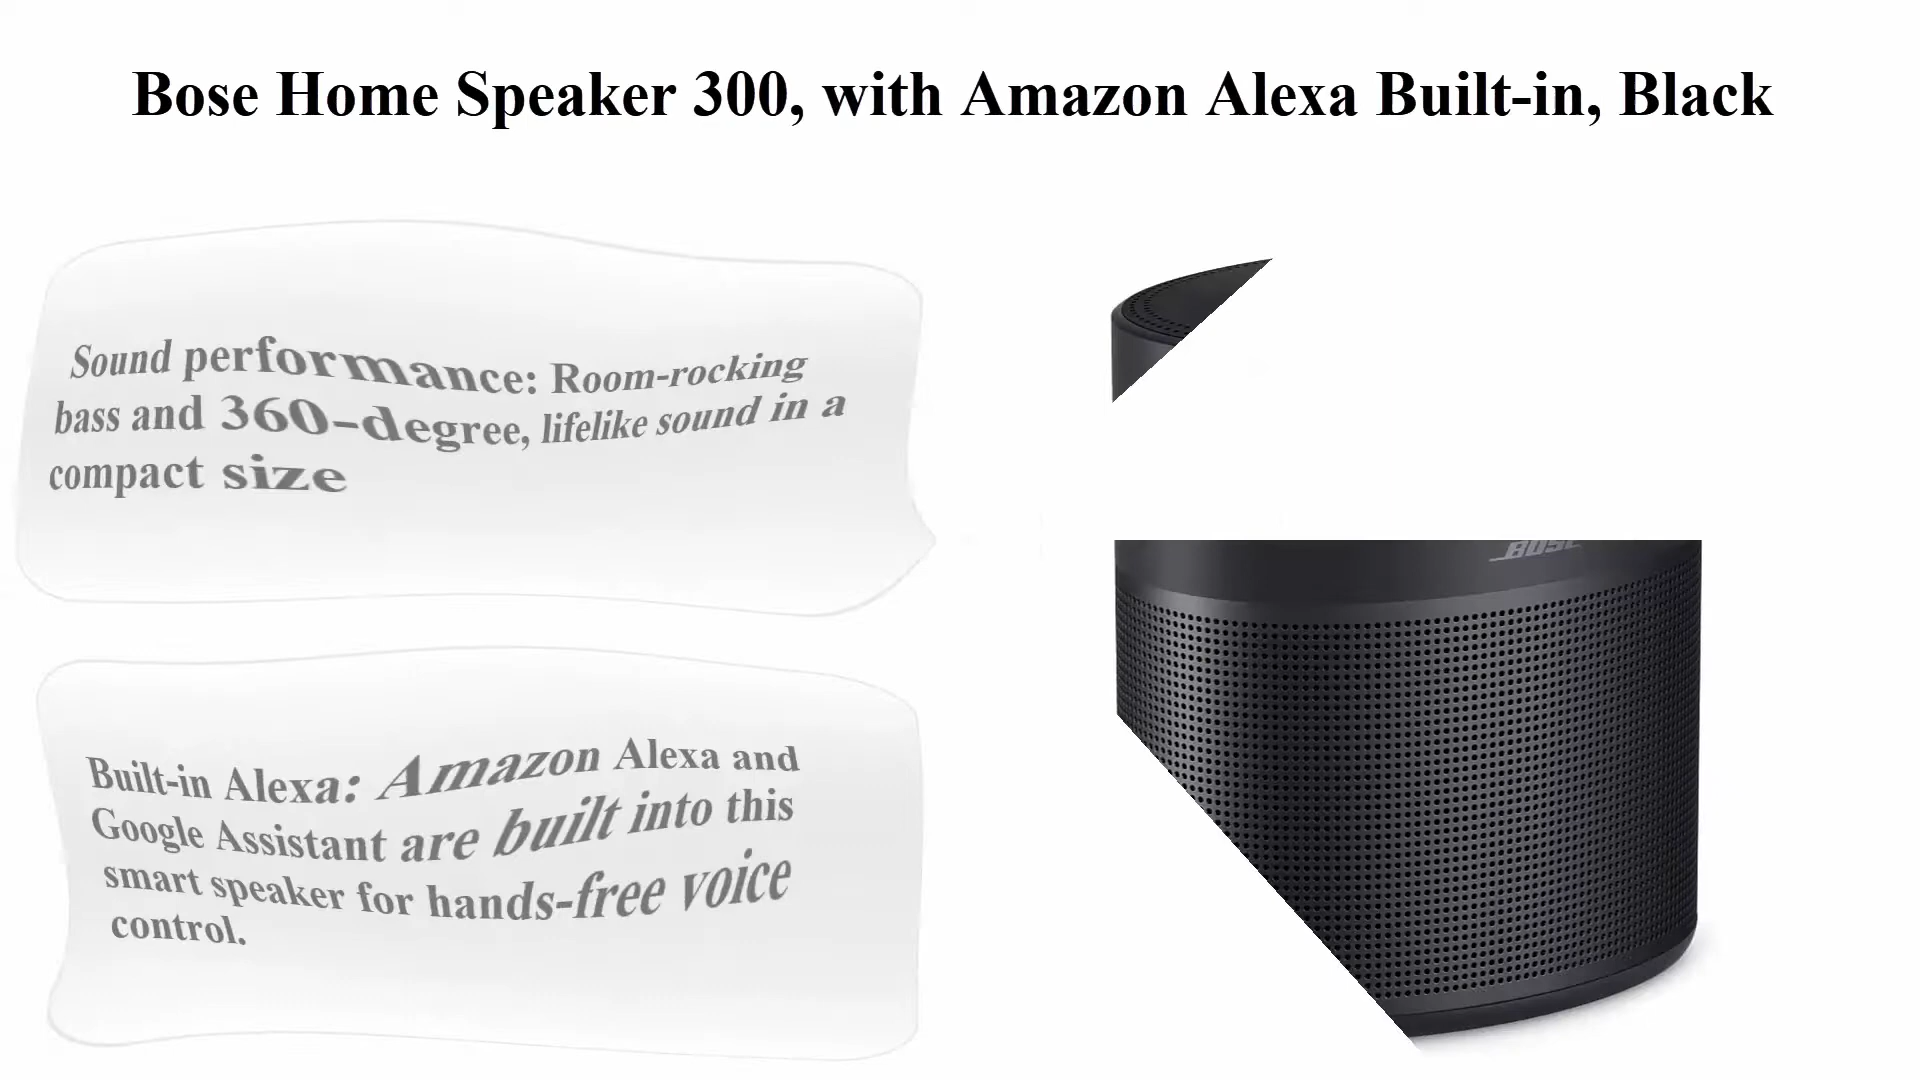 Bose Home Speaker 300, with Amazon Alexa Built-in, Black
Sound performance: Room-rocking
bass and 360-degree, lifelike sound in a
compact size
BOSE
Built-in Alexa: Amazon Alexa and
Google Assistant are built into this
smart speaker for hands-free voice
control.